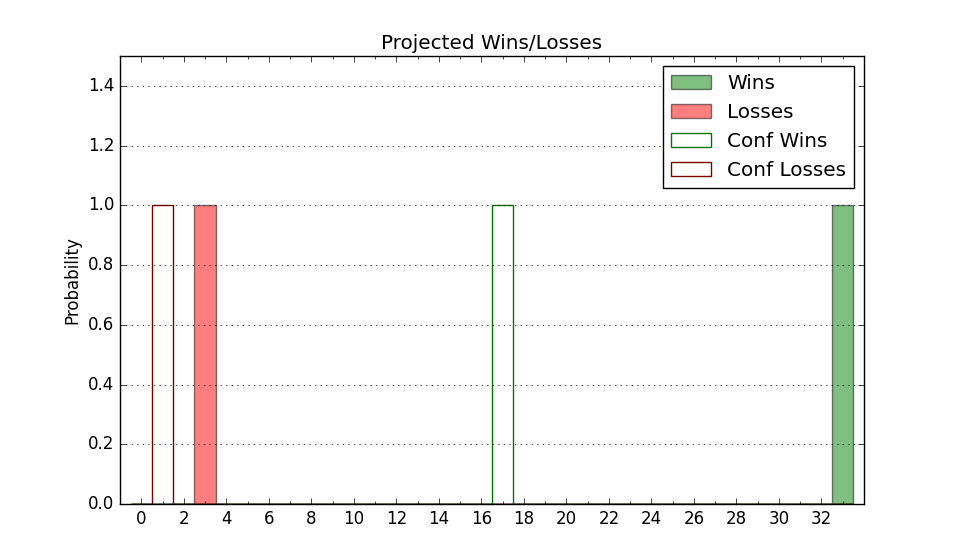 Projected Wins/Losses
Wins
Losses
Conf Wins
Conf Losses
Probability
1.4
1.2
1.0
0.8
0.6
0.4
0.2
0.0
0 2 4 6 8 10 12 14 16 18 20 22 24 26 28 30 32